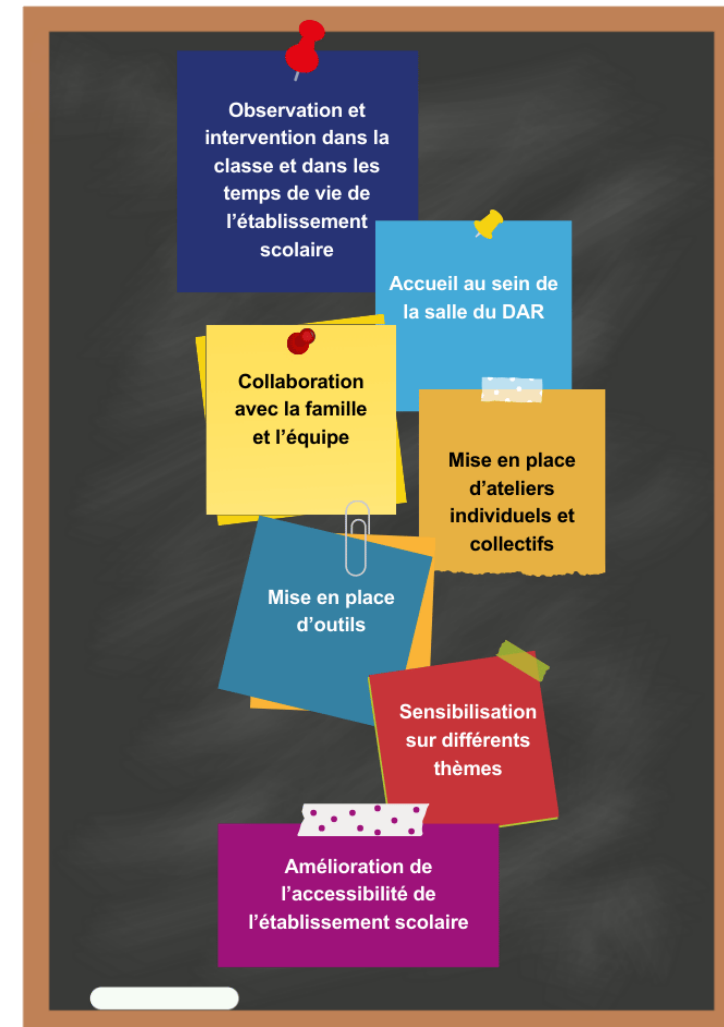 Observation et
intervention dans la
classe et dans les
temps de vie de
l’établissement
scolaire
Accueil au sein de
la salle du DAR
Collaboration
avec la famille
et l’équipe
Mise en place
d’ateliers
individuels et
collectifs
Mise en place
d’outils
Sensibilisation
sur différents
thèmes
Amélioration de
l’accessibilité de
l’établissement scolaire